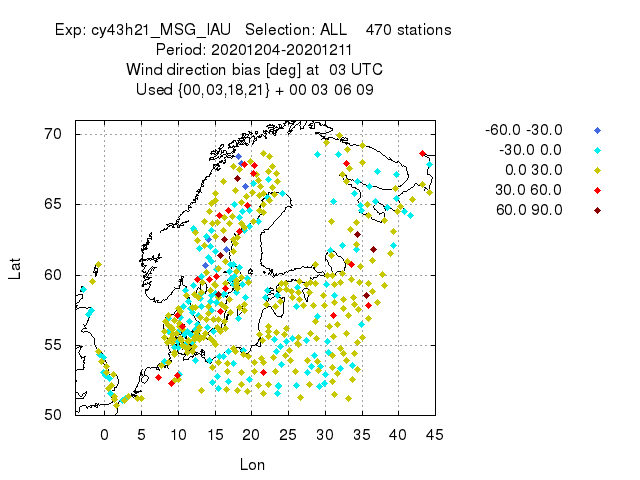 Exp: cy43h21_MSG_IAU Selection: ALL 470 stations
Period: 20201204-20201211
Wind direction bias [deg] at 03 UTC
Used {00,03,18,21} + 00 03 06 09
-60.0 -30.0
-30.0 0.0
0.0 30.0
30.0 60.0
60.0 90.0
Lat
70
65
60
55
50
0 5 10 15 20 25 30 35 40 45
Lon